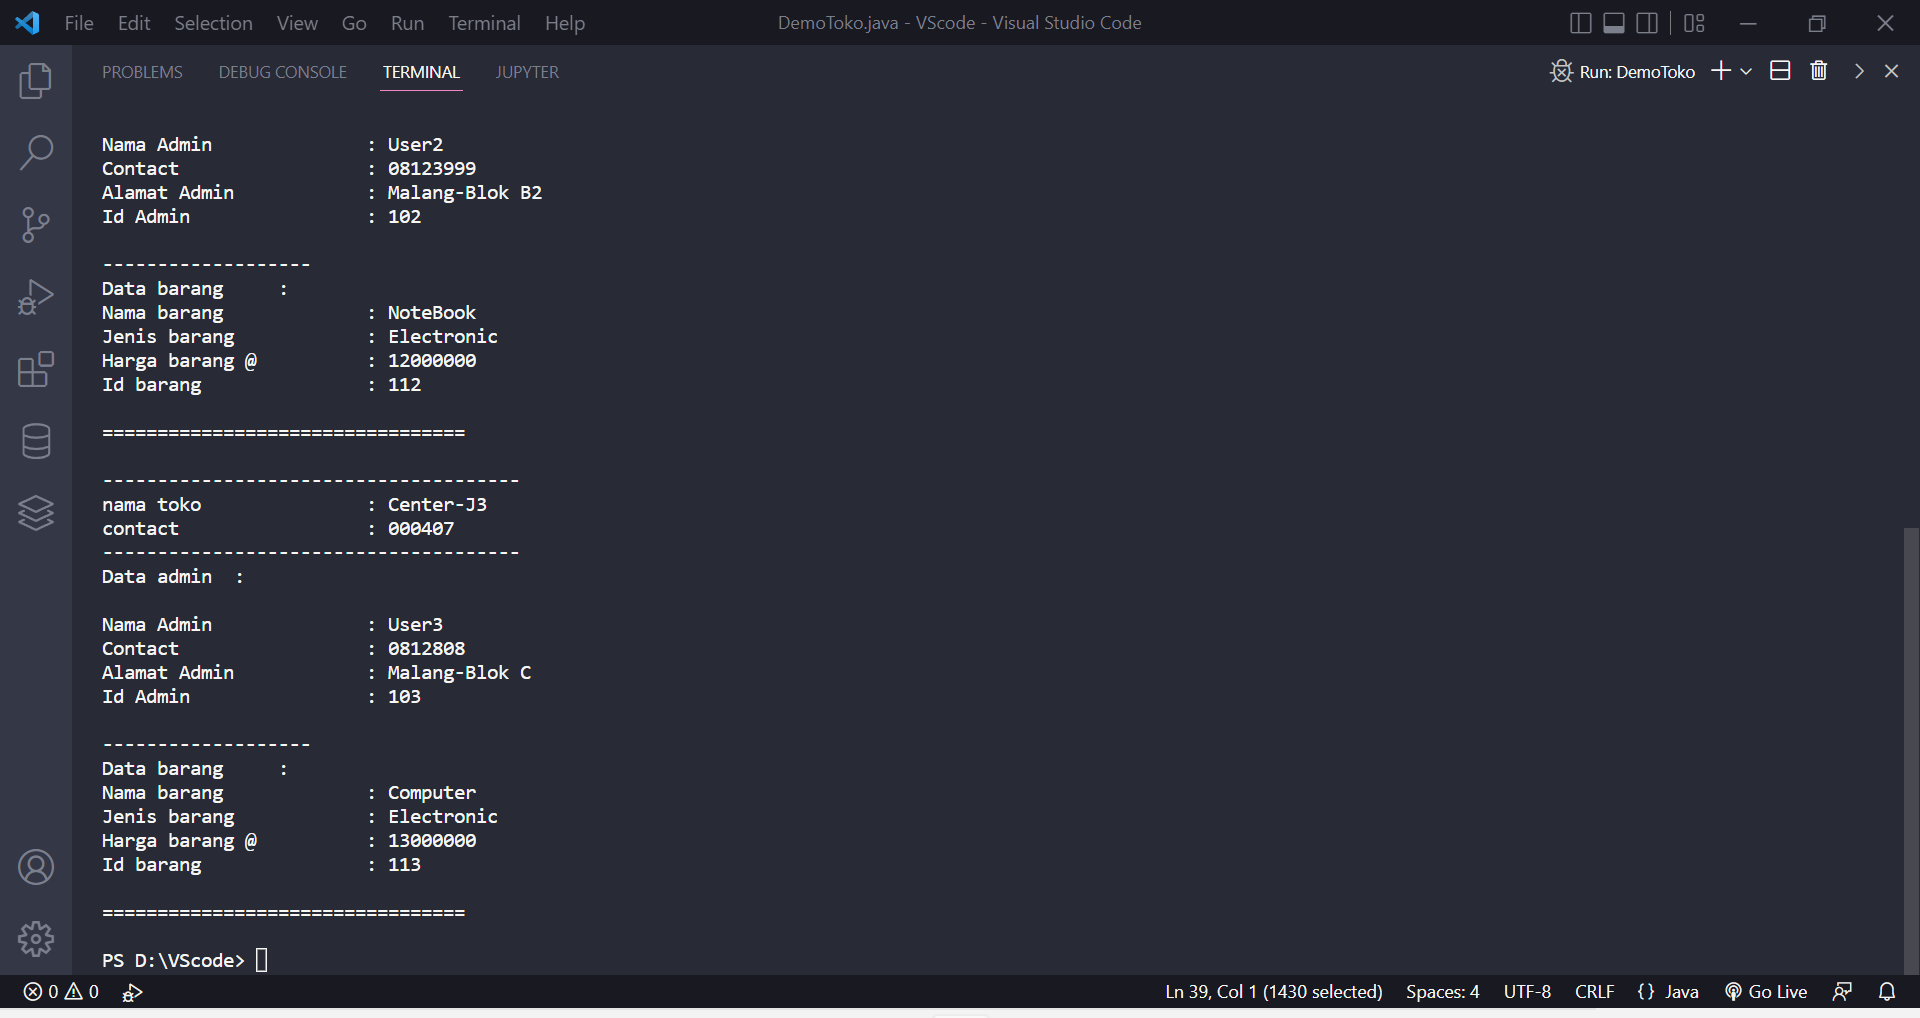 File Edit Selection View Go Run Terminal Help DemoToko.java - VScode - Visual Studio Code
PROBLEMS DEBUG CONSOLE TERMINAL JUPYTER Run: DemoToko
Nama Admin : User2
Contact : 08123999
Alamat Admin : Malang-Blok B2
Id Admin : 102
-------------------
Data barang :
Nama barang : NoteBook
Jenis barang : Electronic
Harga barang @ : 12000000
Id barang : 112
=================================
--------------------------------------
nama toko : Center-J3
contact : 000407
--------------------------------------
Data admin :
Nama Admin : User3
Contact : 0812808
Alamat Admin : Malang-Blok C
Id Admin : 103
-------------------
Data barang :
Nama barang : Computer
Jenis barang : Electronic
Harga barang @ : 13000000
Id barang : 113
=================================
PS D:\VScode>
0 0 Ln 39, Col 1 (1430 selected) Spaces: 4 UTF-8 CRLF {} Java Go Live